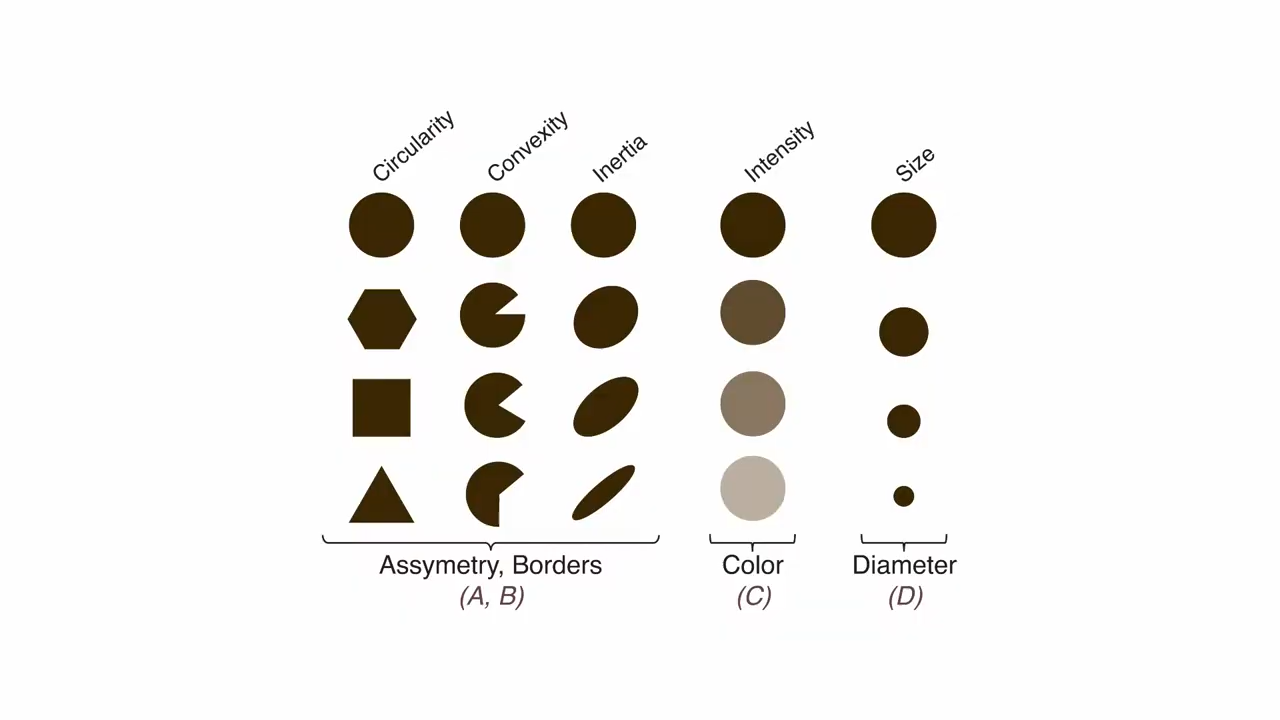 Circularity
Convexity
Inertia
Intensity
Size
Assymetry, Borders
(A, B)
Color
(C)
Diameter
(D)